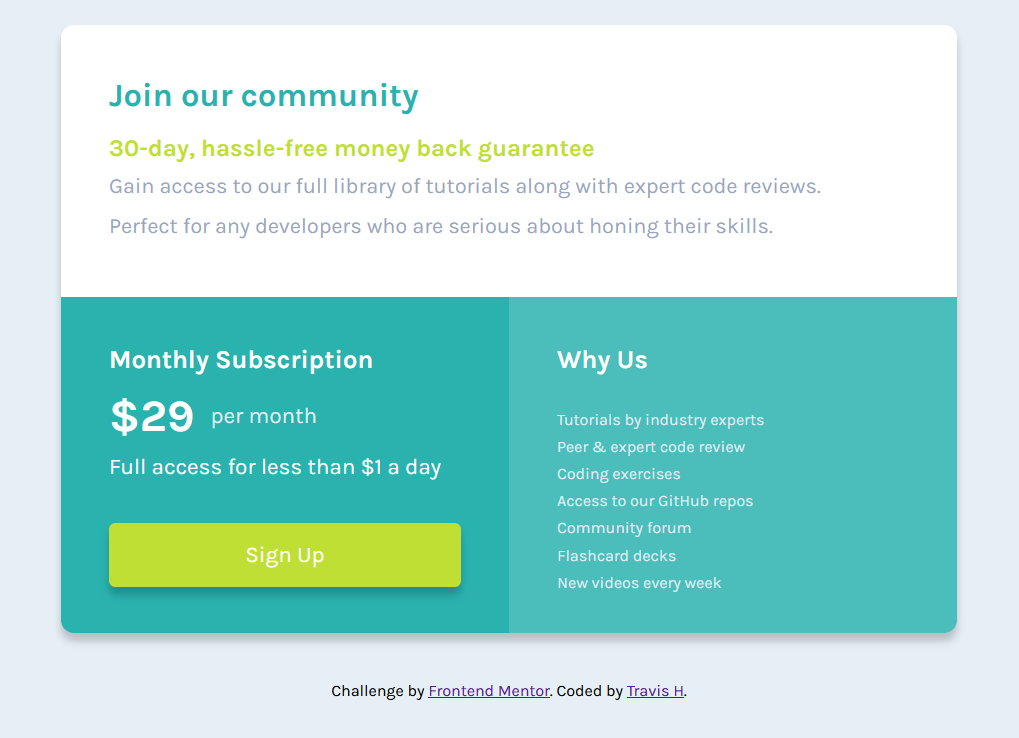 Join our community
30-day, hassle-free money back guarantee
Gain access to our full library of tutorials along with expert code reviews.
Perfect for any developers who are serious about honing their skills.
Monthly Subscription
$29 per month
Full access for less than $1 a day
Sign Up
Why Us
Tutorials by industry experts
Peer & expert code review
Coding exercises
Access to our GitHub repos
Community forum
Flashcard decks
New videos every week
Challenge by Frontend Mentor. Coded by Travis H.